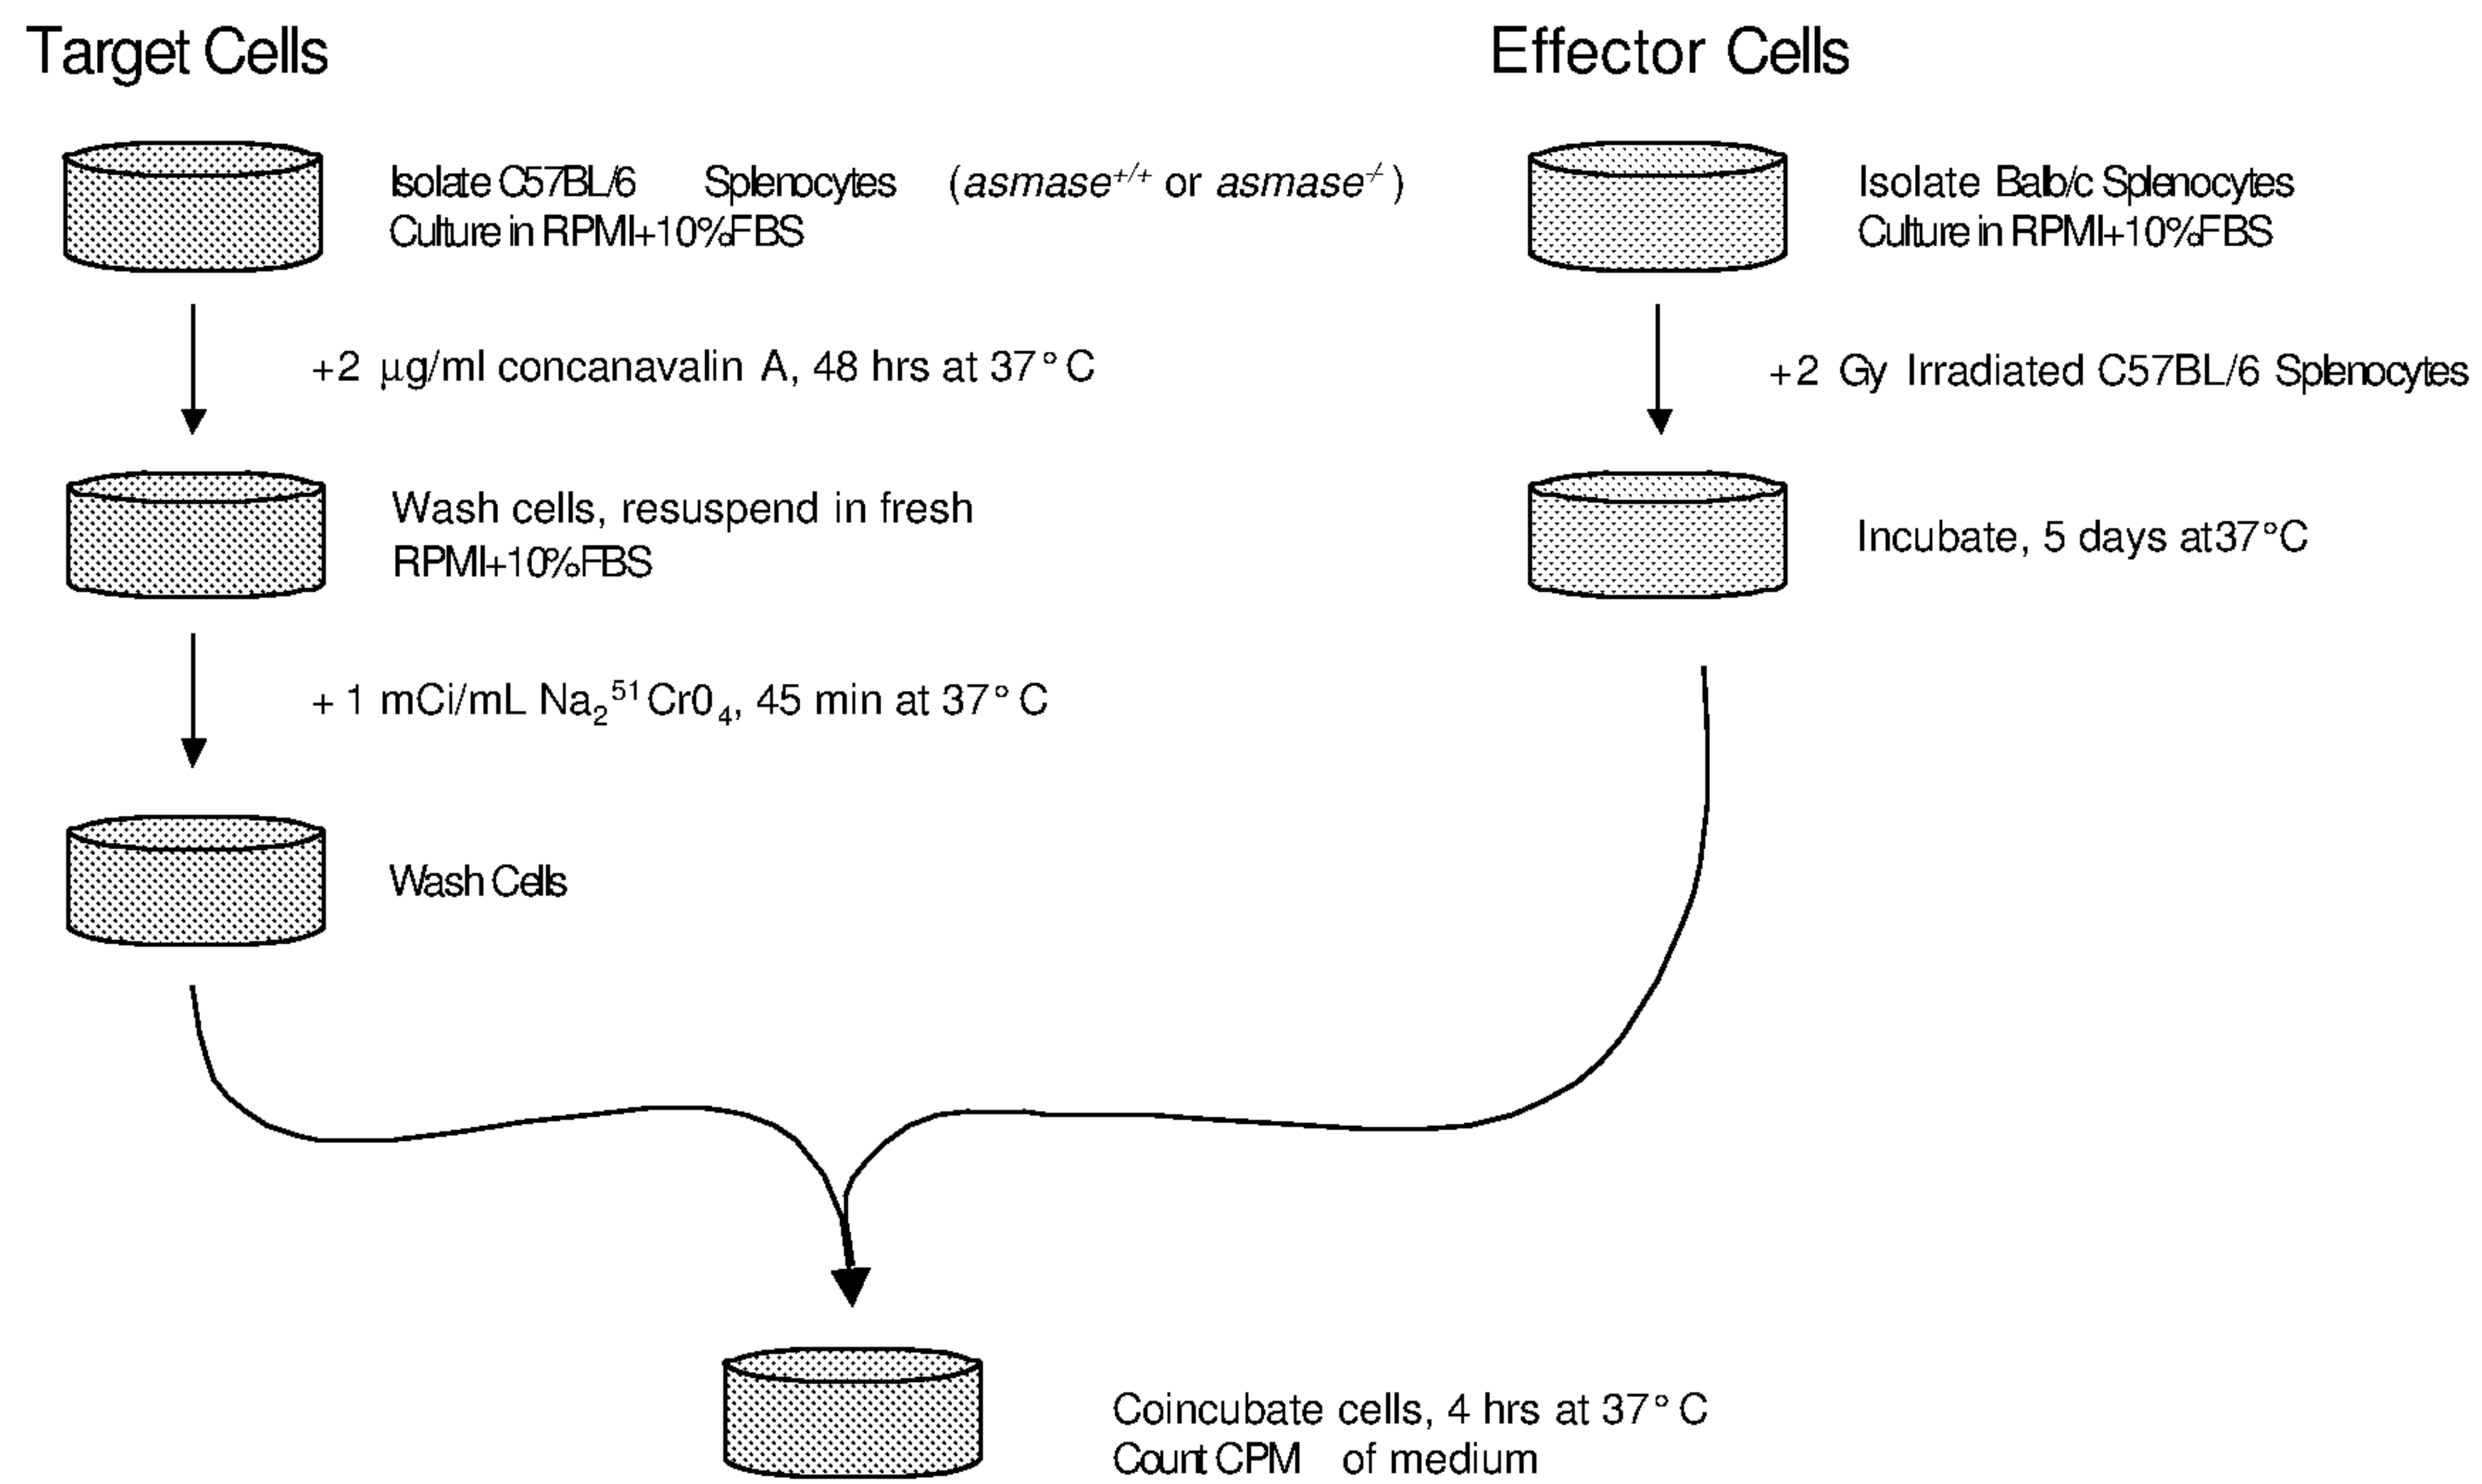 Target Cells
Isolate C57BL/6 Splenocytes (asmase+/+ or asmase-/-)
Culture in RPMI+10%FBS
+2 μg/ml concanavalin A, 48 hrs at 37°C
Wash cells, resuspend in fresh
RPMI+10%FBS
+ 1 mCi/mL Na2 51Cr04, 45 min at 37°C
Wash Cells
Effector Cells
Isolate Balb/c Splenocytes
Culture in RPMI+10%FBS
+2 Gy Irradiated C57BL/6 Splenocytes
Incubate, 5 days at37°C
Coincubate cells, 4 hrs at 37°C
Count CPM of medium